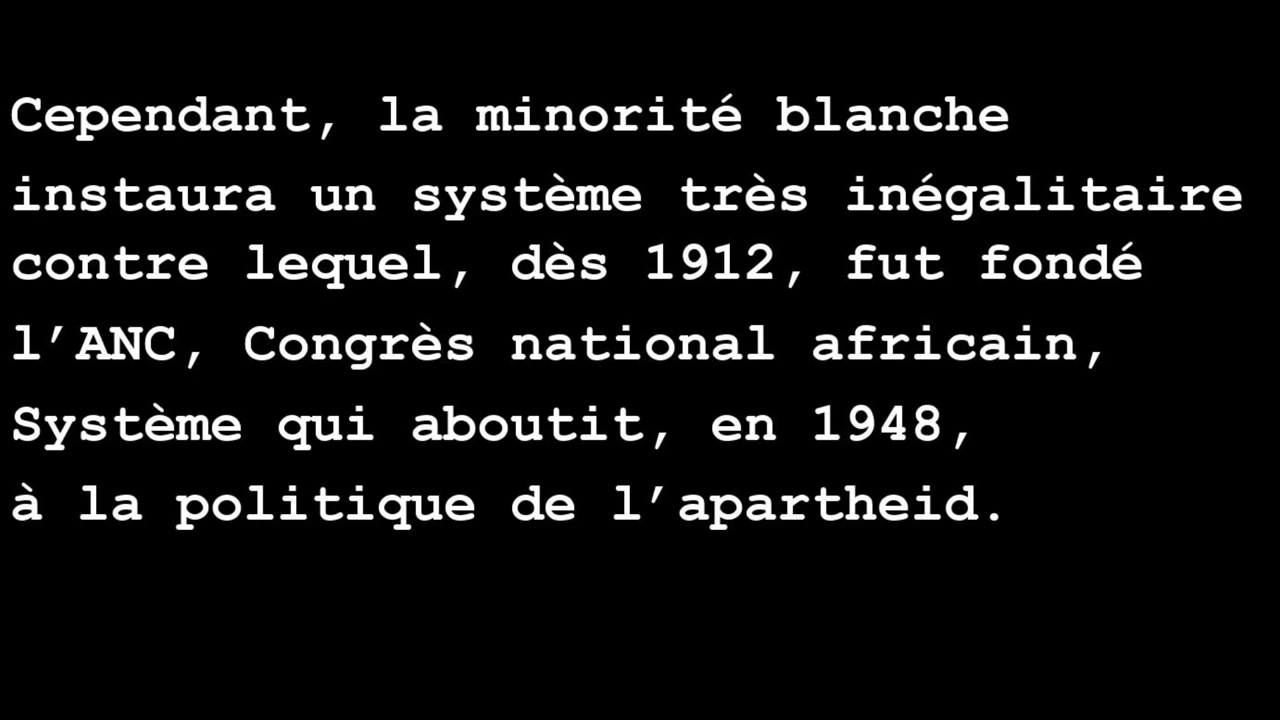 Cependant, la minorité blanche
instaura un système très inégalitaire
contre lequel, dès 1912, fut fondé
l’ANC, Congrès national africain,
Système qui aboutit, en 1948,
à la politique de l’apartheid.